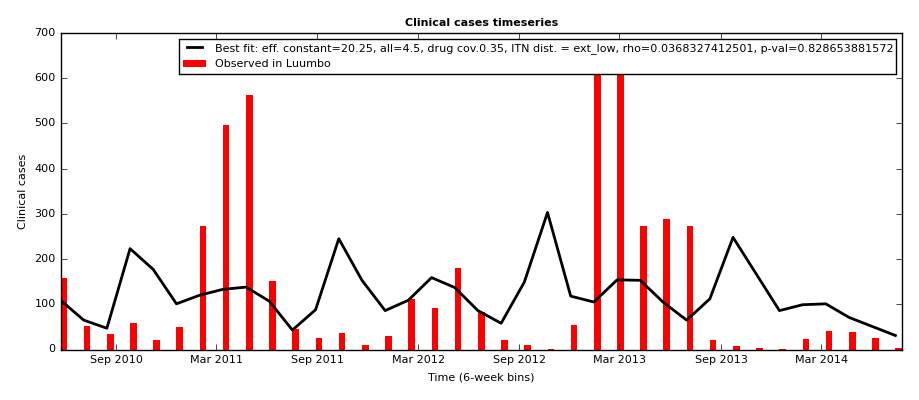 Clinical cases timeseries
Best fit: eff. constant=20.25, all=4.5, drug cov.0.35, ITN dist. = ext_low, rho=0.0368327412501, p-val=0.828653881572
Observed in Luumbo
700
600
500
400
300
200
100
0
Clinical cases
Sep 2010 Mar 2011 Sep 2011 Mar 2012 Sep 2012 Mar 2013 Sep 2013 Mar 2014
Time (6-week bins)